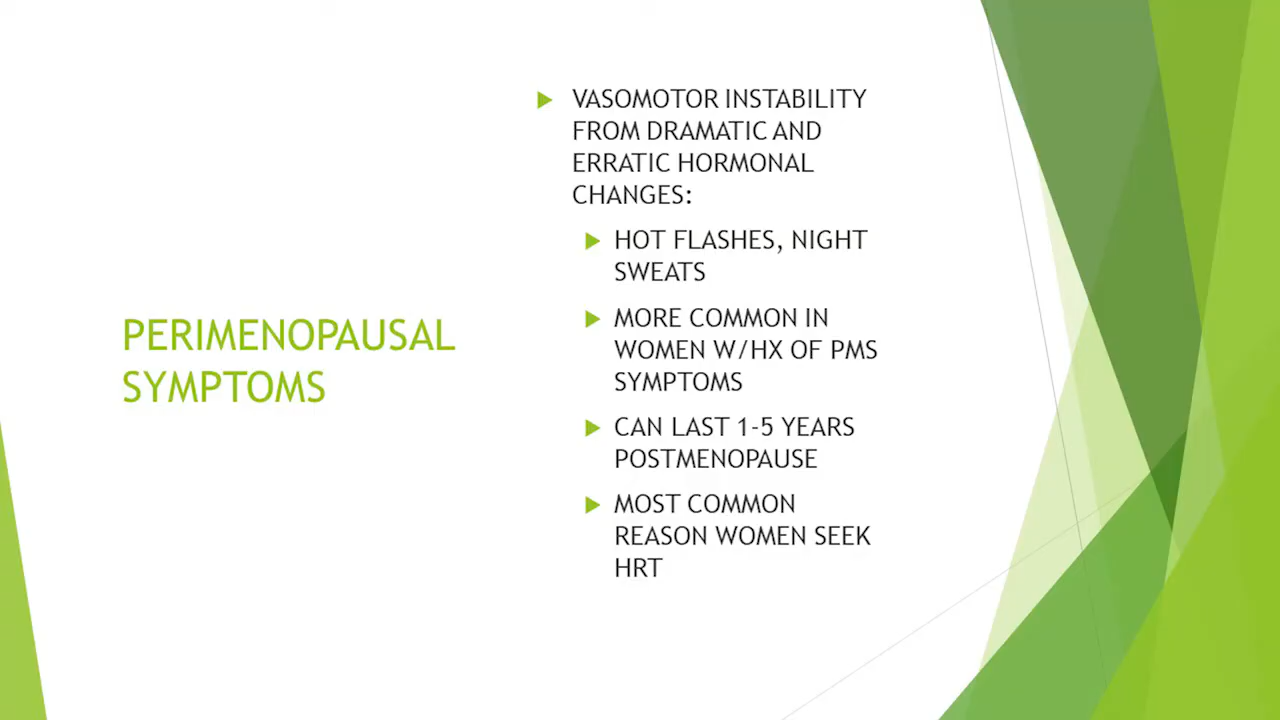 PERIMENOPAUSAL
SYMPTOMS
VASOMOTOR INSTABILITY
FROM DRAMATIC AND
ERRATIC HORMONAL
CHANGES:
HOT FLASHES, NIGHT
SWEATS
MORE COMMON IN
WOMEN W/HX OF PMS
SYMPTOMS
CAN LAST 1-5 YEARS
POSTMENOPAUSE
MOST COMMON
REASON WOMEN SEEK
HRT